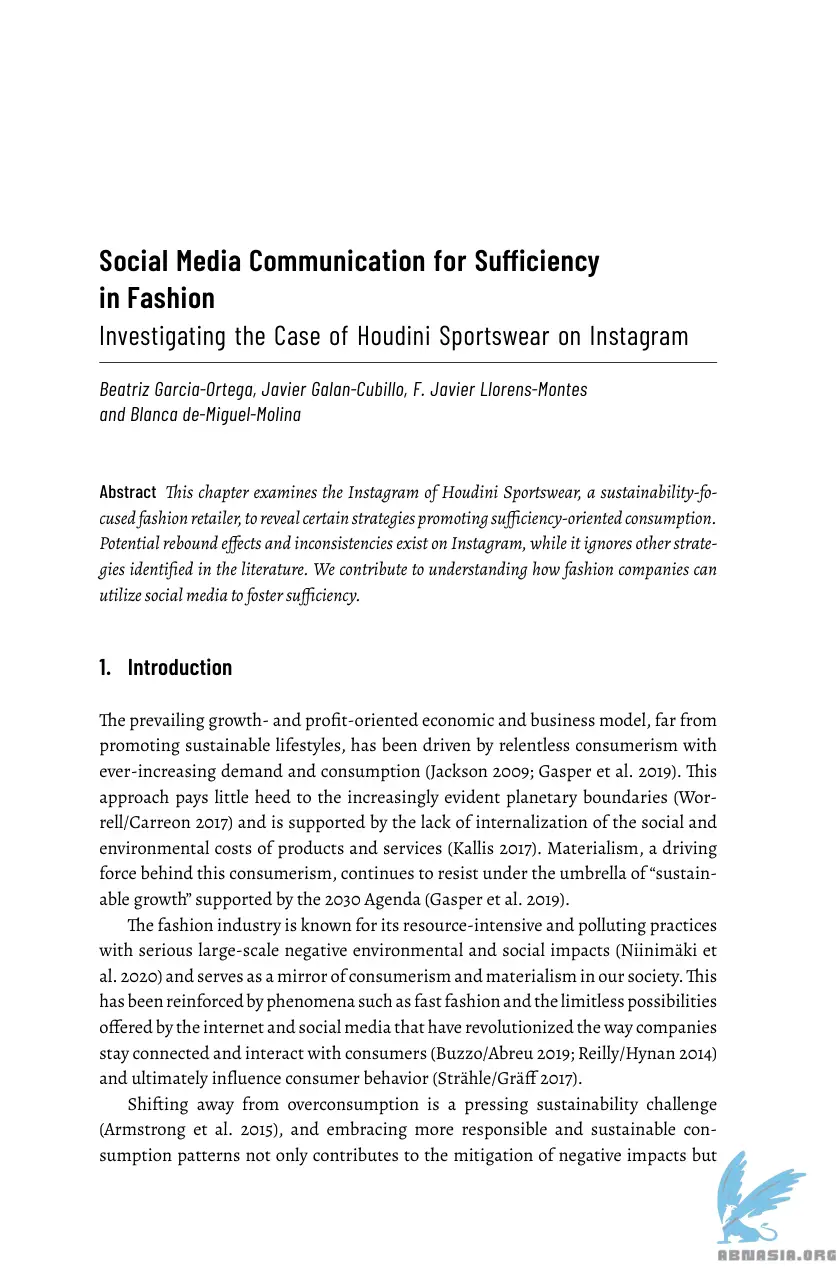 Social Media Communication for Sufficiency
in Fashion
Investigating the Case of Houdini Sportswear on Instagram
Beatriz Garcia-Ortega, Javier Galan-Cubillo, F. Javier Llorens-Montes
and Blanca de-Miguel-Molina
Abstract This chapter examines the Instagram of Houdini Sportswear, a sustainability-fo-
cused fashion retailer, to reveal certain strategies promoting sufficiency-oriented consumption.
Potential rebound effects and inconsistencies exist on Instagram, while it ignores other strate-
gies identified in the literature. We contribute to understanding how fashion companies can
utilize social media to foster sufficiency.
1. Introduction
The prevailing growth- and profit-oriented economic and business model, far from
promoting sustainable lifestyles, has been driven by relentless consumerism with
ever-increasing demand and consumption (Jackson 2009; Gasper et al. 2019). This
approach pays little heed to the increasingly evident planetary boundaries (Wor-
rell/Carreon 2017) and is supported by the lack of internalization of the social and
environmental costs of products and services (Kallis 2017). Materialism, a driving
force behind this consumerism, continues to resist under the umbrella of “sustain-
able growth” supported by the 2030 Agenda (Gasper et al. 2019).
The fashion industry is known for its resource-intensive and polluting practices
with serious large-scale negative environmental and social impacts (Niinimäki et
al. 2020) and serves as a mirror of consumerism and materialism in our society. This
has been reinforced by phenomena such as fast fashion and the limitless possibilities
offered by the internet and social media that have revolutionized the way companies
stay connected and interact with consumers (Buzzo/Abreu 2019; Reilly/Hynan 2014)
and ultimately influence consumer behavior (Strähle/Gräff 2017).
Shifting away from overconsumption is a pressing sustainability challenge
(Armstrong et al. 2015), and embracing more responsible and sustainable con-
sumption patterns not only contributes to the mitigation of negative impacts but
ABNASIA.ORG